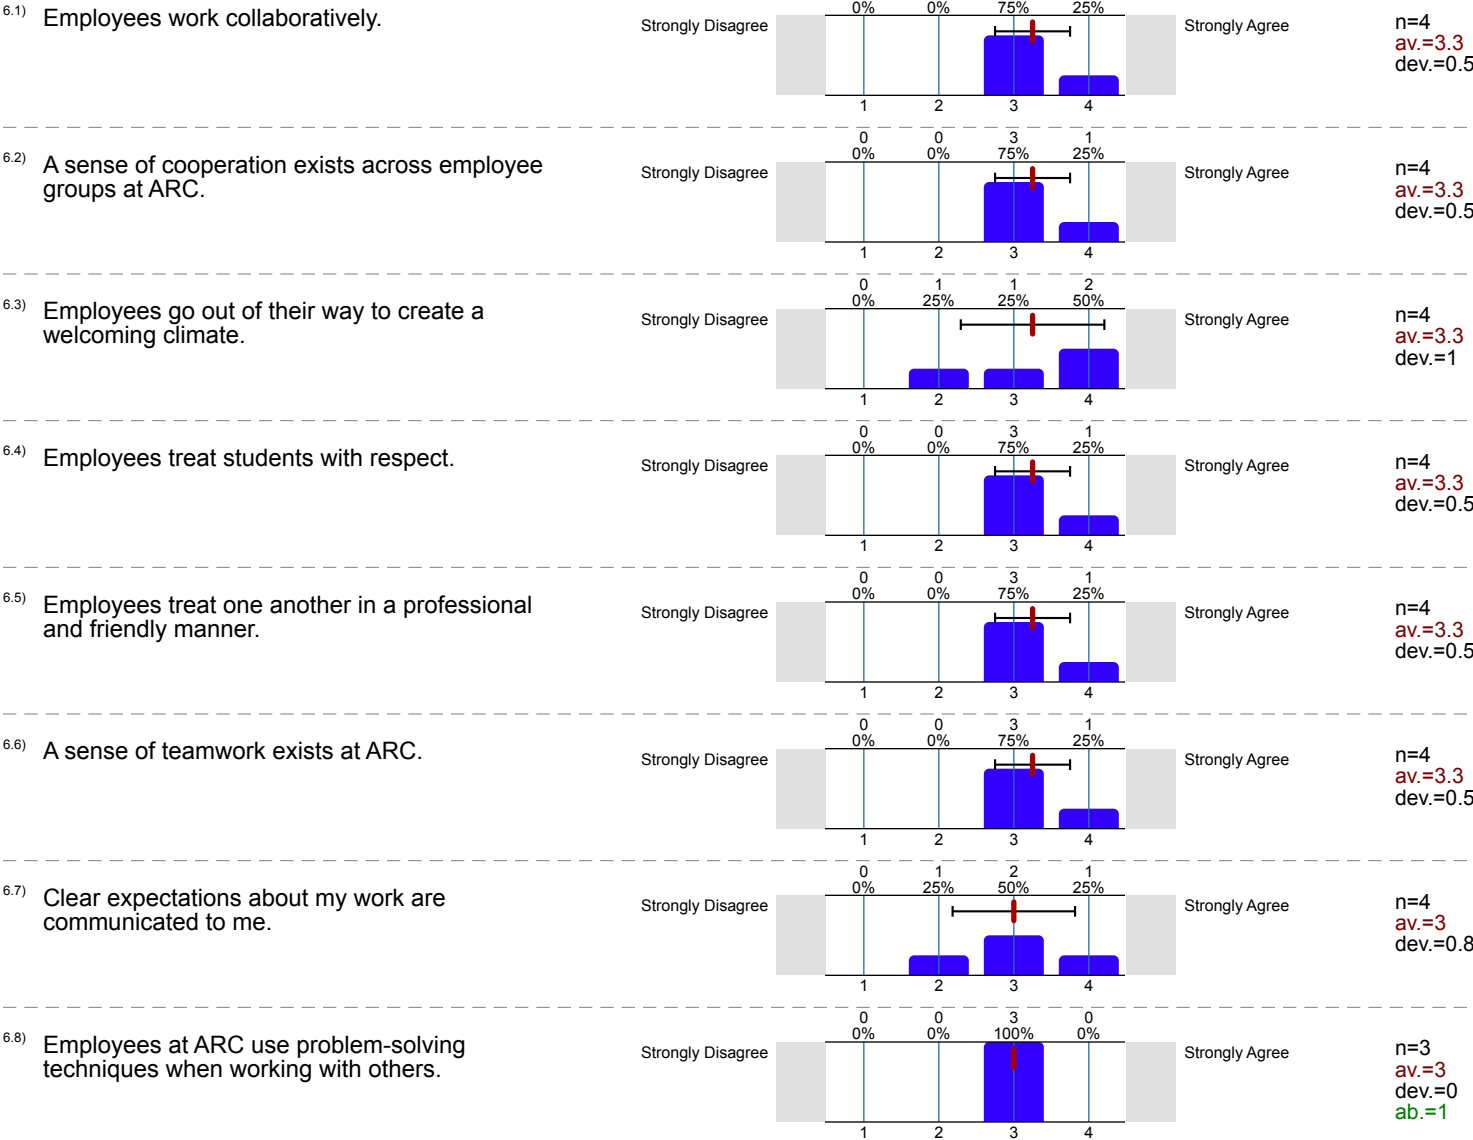 0% 0% 75% 25%
6.1) Employees work collaboratively.
Strongly Disagree Strongly Agree
n=4
av.=3.3
dev.=0.5
1 2 3 4
0 0 3 1
0% 0% 75% 25%
6.2) A sense of cooperation exists across employee
groups at ARC.
Strongly Disagree Strongly Agree
n=4
av.=3.3
dev.=0.5
1 2 3 4
0 1 1 2
0% 25% 25% 50%
6.3) Employees go out of their way to create a
welcoming climate.
Strongly Disagree Strongly Agree
n=4
av.=3.3
dev.=1
1 2 3 4
0 0 3 1
0% 0% 75% 25%
6.4) Employees treat students with respect.
Strongly Disagree Strongly Agree
n=4
av.=3.3
dev.=0.5
1 2 3 4
0 0 3 1
0% 0% 75% 25%
6.5) Employees treat one another in a professional
and friendly manner.
Strongly Disagree Strongly Agree
n=4
av.=3.3
dev.=0.5
1 2 3 4
0 0 3 1
0% 0% 75% 25%
6.6) A sense of teamwork exists at ARC.
Strongly Disagree Strongly Agree
n=4
av.=3.3
dev.=0.5
1 2 3 4
0 1 2 1
0% 25% 50% 25%
6.7) Clear expectations about my work are
communicated to me.
Strongly Disagree Strongly Agree
n=4
av.=3
dev.=0.8
1 2 3 4
0 0 3 0
0% 0% 100% 0%
6.8) Employees at ARC use problem-solving
techniques when working with others.
Strongly Disagree Strongly Agree
n=3
av.=3
dev.=0
ab.=1
1 2 3 4